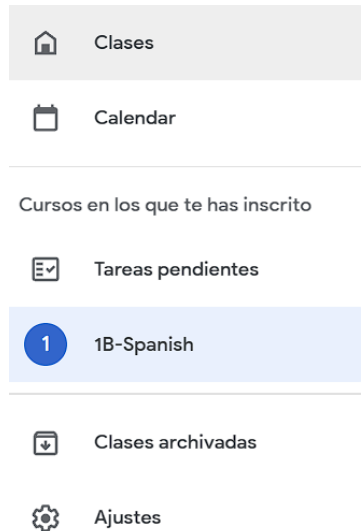 Clases
Calendar
Cursos en los que te has inscrito
Tareas pendientes
1 1B-Spanish
Clases archivadas
Ajustes